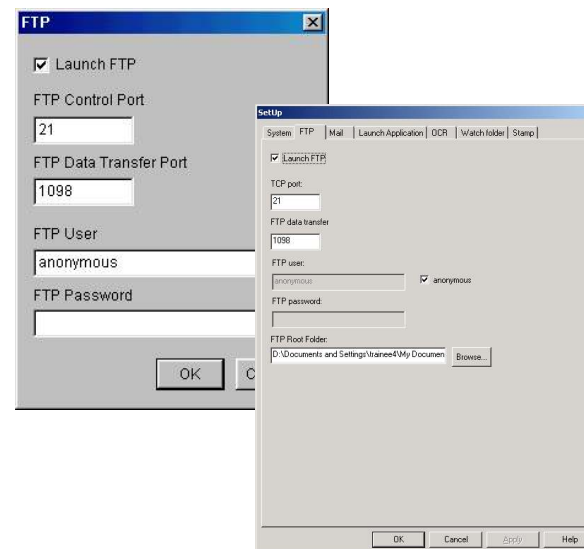 FTP
Launch FTP
FTP Control Port
21
FTP Data Transfer Port
1098
FTP User
anonymous
FTP Password
OK
C
SetUp
System FTP Mail Launch Application OCR Watch folder Stamp
Launch FTP
TCP port:
21
FTP data transfer
1098
FTP user:
anonymous anonymous
FTP password:
FTP Root Folder:
D:\Documents and Settings\trainee4\My Documen Browse...
OK Cancel Apply Help